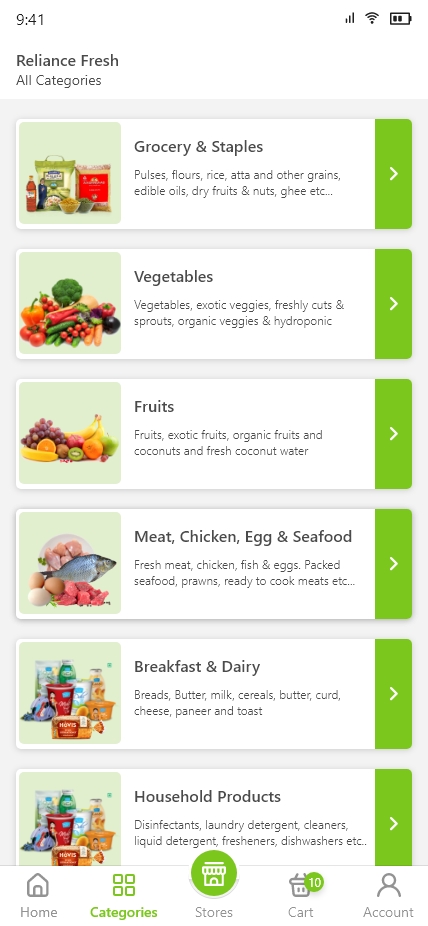 9:41
Reliance Fresh
All Categories
Grocery & Staples
Pulses, flours, rice, atta and other grains,
edible oils, dry fruits & nuts, ghee etc...
Vegetables
Vegetables, exotic veggies, freshly cuts &
sprouts, organic veggies & hydroponic
Fruits
Fruits, exotic fruits, organic fruits and
coconuts and fresh coconut water
Meat, Chicken, Egg & Seafood
Fresh meat, chicken, fish & eggs. Packed
seafood, prawns, ready to cook meats etc...
HOVIS
Breakfast & Dairy
Breads, Butter, milk, cereals, butter, curd,
cheese, paneer and toast
HOVIS
Household Products
Disinfectants, laundry detergent, cleaners,
liquid detergent, fresheners, dishwashers etc..
10
Home
Categories
Stores
Cart
Account